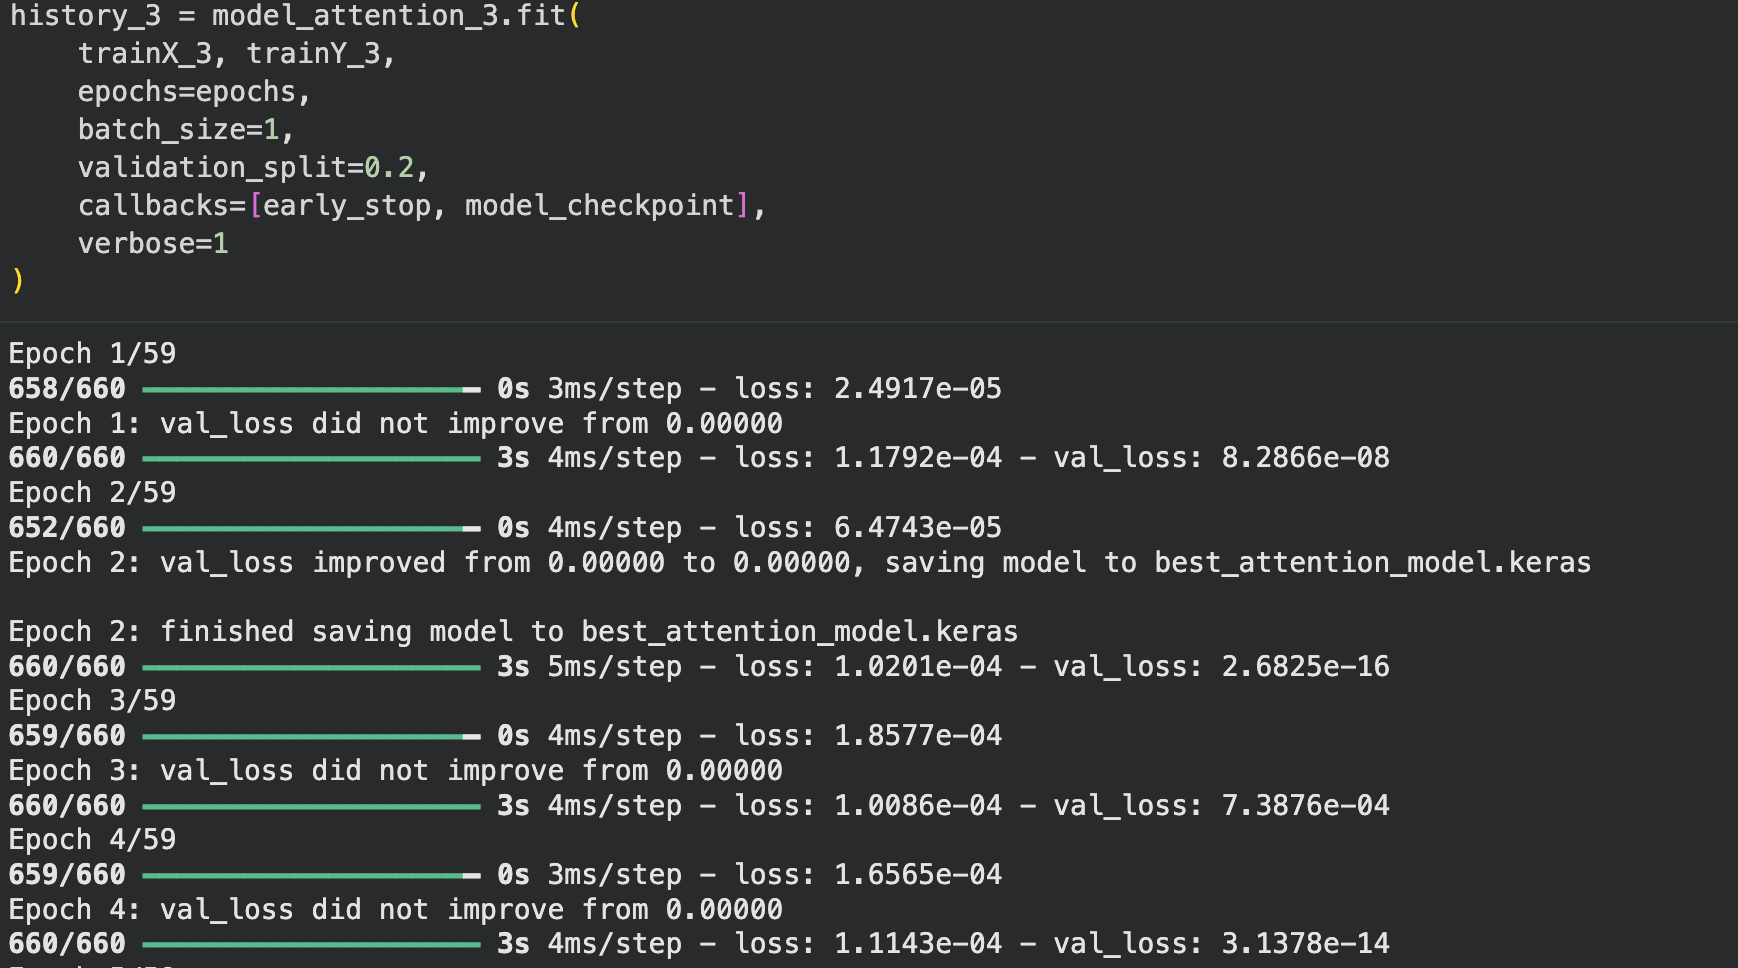 history_3 = model_attention_3.fit(
    trainX_3, trainY_3,
    epochs=epochs,
    batch_size=1,
    validation_split=0.2,
    callbacks=[early_stop, model_checkpoint],
    verbose=1
)
Epoch 1/59
658/660 0s 3ms/step - loss: 2.4917e-05
Epoch 1: val_loss did not improve from 0.00000
660/660 3s 4ms/step - loss: 1.1792e-04 - val_loss: 8.2866e-08
Epoch 2/59
652/660 0s 4ms/step - loss: 6.4743e-05
Epoch 2: val_loss improved from 0.00000 to 0.00000, saving model to best_attention_model.keras
Epoch 2: finished saving model to best_attention_model.keras
660/660 3s 5ms/step - loss: 1.0201e-04 - val_loss: 2.6825e-16
Epoch 3/59
659/660 0s 4ms/step - loss: 1.8577e-04
Epoch 3: val_loss did not improve from 0.00000
660/660 3s 4ms/step - loss: 1.0086e-04 - val_loss: 7.3876e-04
Epoch 4/59
659/660 0s 3ms/step - loss: 1.6565e-04
Epoch 4: val_loss did not improve from 0.00000
660/660 3s 4ms/step - loss: 1.1143e-04 - val_loss: 3.1378e-14